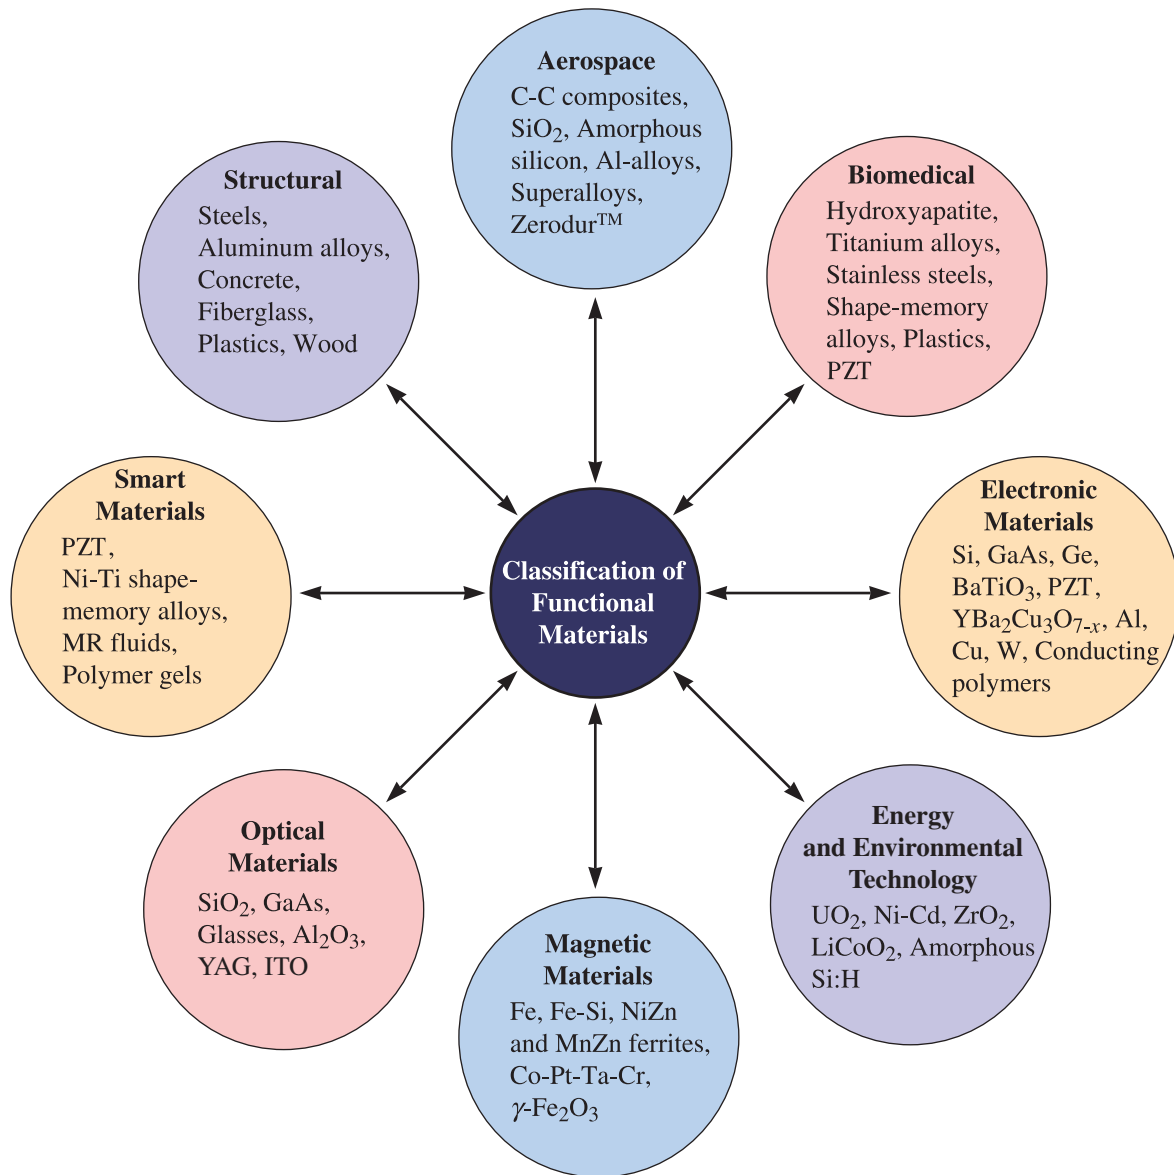 Aerospace
C-C composites,
SiO₂, Amorphous
silicon, Al-alloys,
Superalloys,
Zerodur™
Biomedical
Hydroxyapatite,
Titanium alloys,
Stainless steels,
Shape-memory
alloys, Plastics,
PZT
Electronic
Materials
Si, GaAs, Ge,
BaTiO₃, PZT,
YBa₂Cu₃O₇₋ₓ, Al,
Cu, W, Conducting
polymers
Energy
and Environmental
Technology
UO₂, Ni-Cd, ZrO₂,
LiCoO₂, Amorphous
Si:H
Magnetic
Materials
Fe, Fe-Si, NiZn
and MnZn ferrites,
Co-Pt-Ta-Cr,
γ-Fe₂O₃
Optical
Materials
SiO₂, GaAs,
Glasses, Al₂O₃,
YAG, ITO
Smart
Materials
PZT,
Ni-Ti shape-
memory alloys,
MR fluids,
Polymer gels
Structural
Steels,
Aluminum alloys,
Concrete,
Fiberglass,
Plastics, Wood
Classification of
Functional
Materials